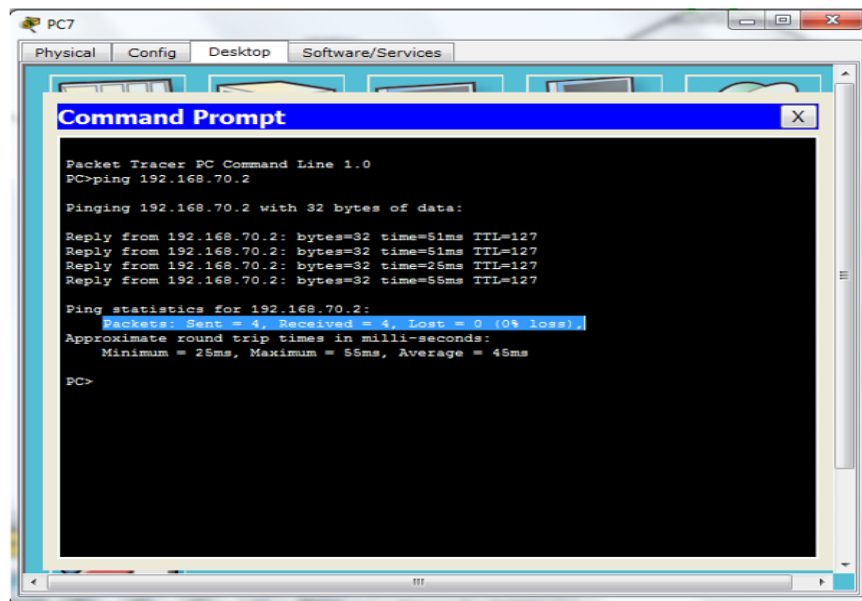 PC7
Physical Config Desktop Software/Services
Command Prompt
X
Packet Tracer PC Command Line 1.0
PC>ping 192.168.70.2
Pinging 192.168.70.2 with 32 bytes of data:
Reply from 192.168.70.2: bytes=32 time=51ms TTL=127
Reply from 192.168.70.2: bytes=32 time=51ms TTL=127
Reply from 192.168.70.2: bytes=32 time=25ms TTL=127
Reply from 192.168.70.2: bytes=32 time=55ms TTL=127
Ping statistics for 192.168.70.2:
Packets: Sent = 4, Received = 4, Lost = 0 (0% loss),
Approximate round trip times in milli-seconds:
Minimum = 25ms, Maximum = 55ms, Average = 45ms
PC>